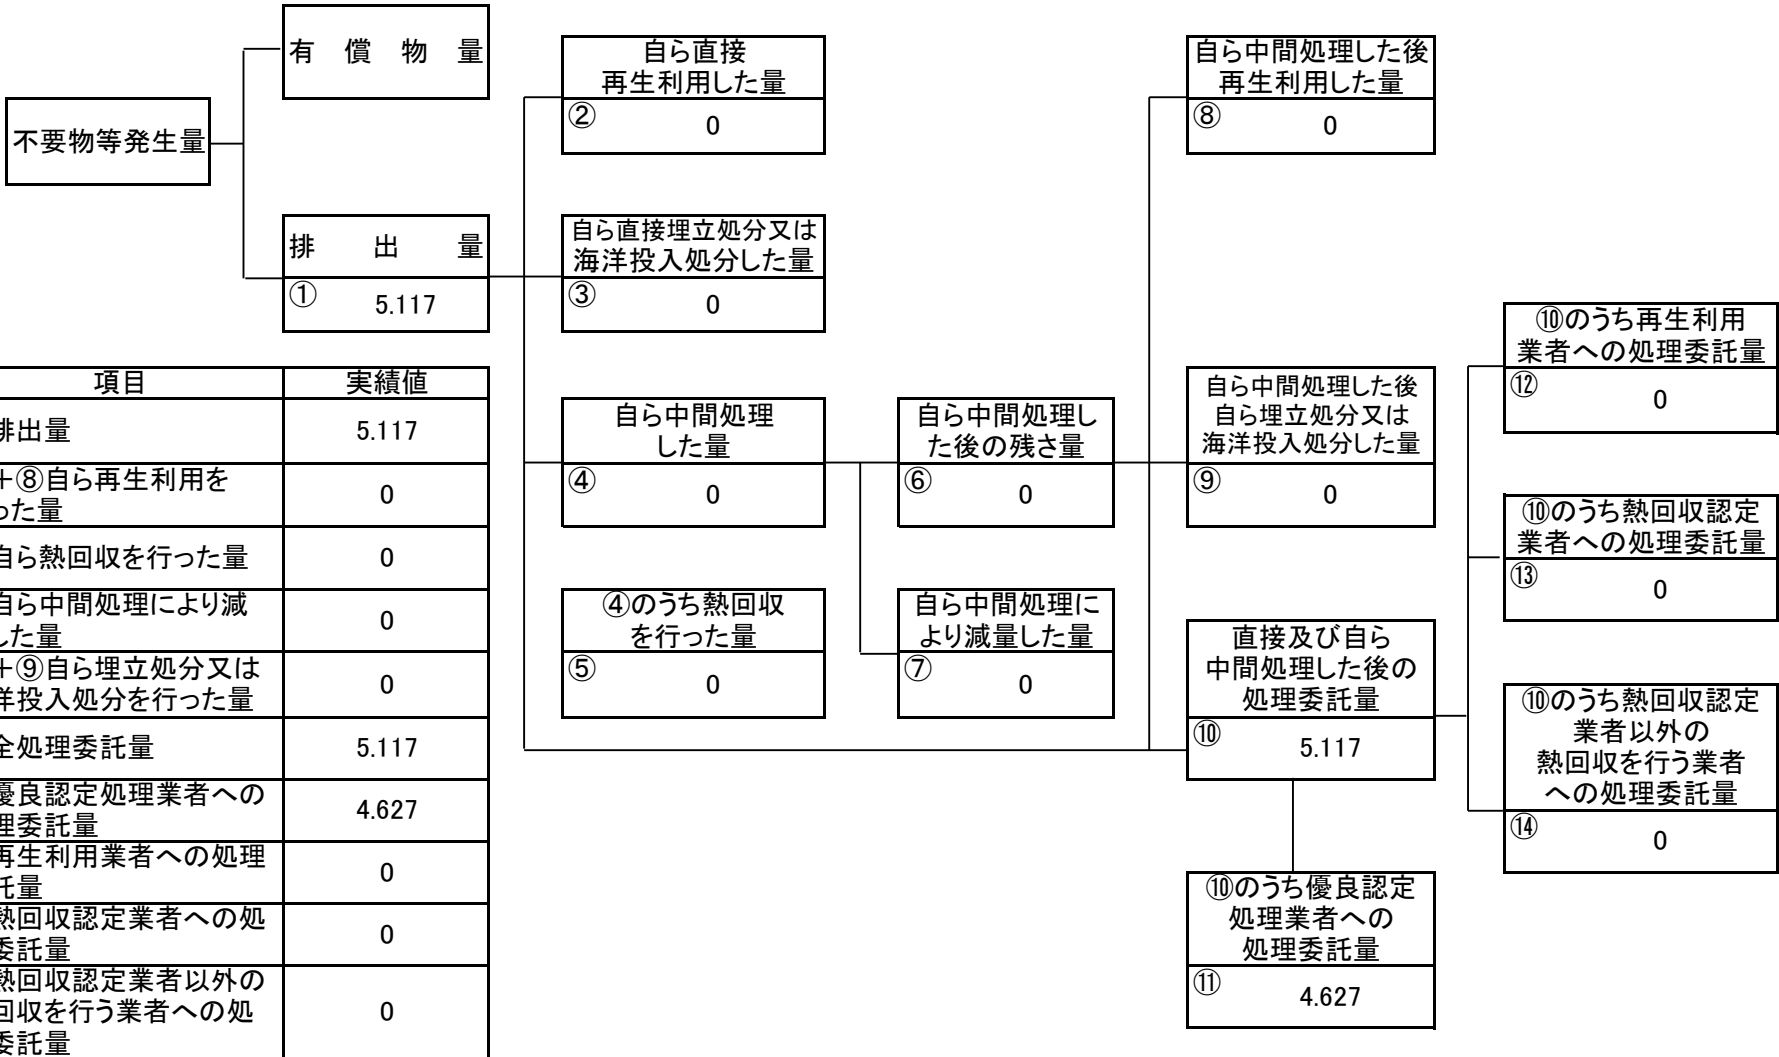 有償物量
不要物等発生量
排出量
① 5.117
自ら直接
再生利用した量
② 0
自ら直接埋立処分又は
海洋投入処分した量
③ 0
自ら中間処理
した量
④ 0
④のうち熱回収
を行った量
⑤ 0
自ら中間処理し
た後の残さ量
⑥ 0
自ら中間処理に
より減量した量
⑦ 0
自ら中間処理した後
再生利用した量
⑧ 0
自ら中間処理した後
自ら埋立処分又は
海洋投入処分した量
⑨ 0
直接及び自ら
中間処理した後の
処理委託量
⑩ 5.117
⑩のうち優良認定
処理業者への
処理委託量
⑪ 4.627
⑩のうち再生利用
業者への処理委託量
⑫ 0
⑩のうち熱回収認定
業者への処理委託量
⑬ 0
⑩のうち熱回収認定
業者以外の
熱回収を行う業者
への処理委託量
⑭ 0
項目 実績値
排出量 5.117
+⑧自ら再生利用を
った量 0
自ら熱回収を行った量 0
自ら中間処理により減
した量 0
+⑨自ら埋立処分又は
洋投入処分を行った量 0
全処理委託量 5.117
優良認定処理業者への
理委託量 4.627
再生利用業者への処理
託量 0
熱回収認定業者への処
委託量 0
熱回収認定業者以外の
回収を行う業者への処
委託量 0